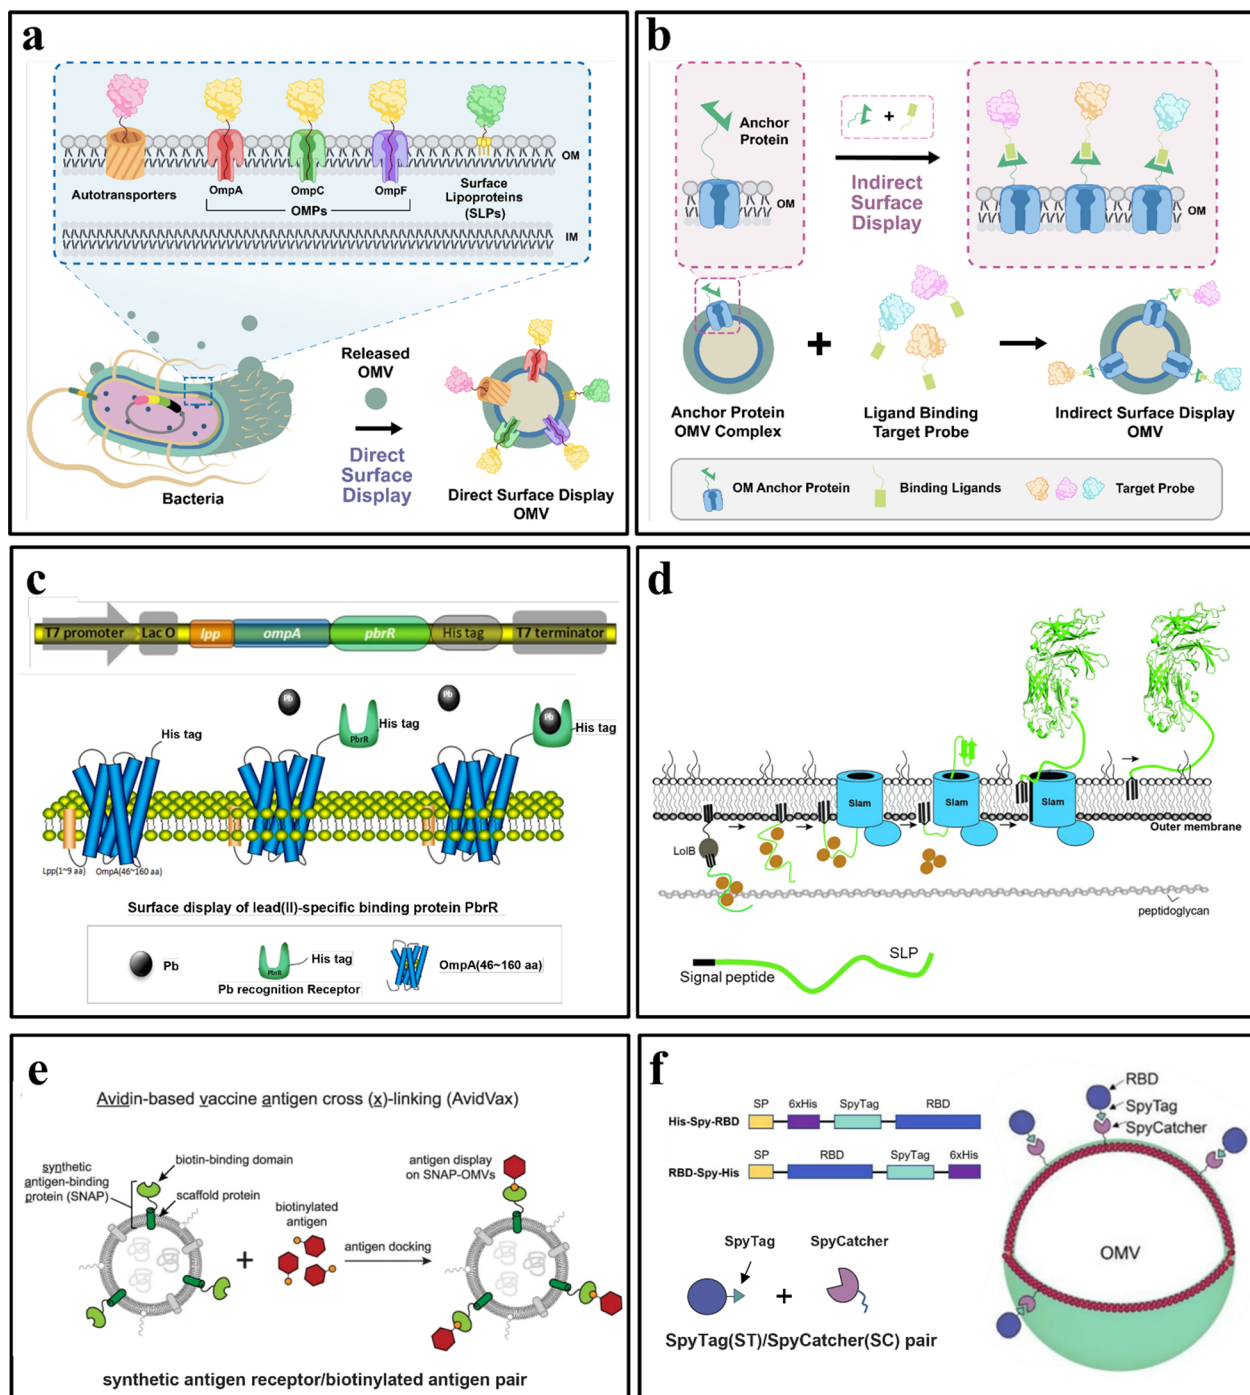 a
OM
Autotransporters
OmpA
OmpC
OmpF
Surface
Lipoproteins
(SLPs)
OMPs
IM
Released
OMV
Direct
Surface
Display
Bacteria
Direct Surface Display
OMV
b
Anchor
Protein
OM
+
Indirect
Surface
Display
OM
+
Anchor Protein
OMV Complex
Ligand Binding
Target Probe
Indirect Surface Display
OMV
OM Anchor Protein
Binding Ligands
Target Probe
c
T7 promoter
Lac O
lpp
ompA
pbrR
His tag
T7 terminator
Pb
Pb
His tag
His tag
PbrR
Pb
His tag
Lpp(1~9 aa)
OmpA(46~160 aa)
Surface display of lead(II)-specific binding protein PbrR
Pb
PbrR
His tag
Pb recognition Receptor
OmpA(46~160 aa)
d
Slam
Slam
Slam
Outer membrane
LolB
peptidoglycan
SLP
Signal peptide
e
Avidin-based vaccine antigen cross (x)-linking (AvidVax)
biotin-binding domain
synthetic
antigen-binding
protein (SNAP)
scaffold protein
biotinylated
antigen
+
antigen docking
antigen display
on SNAP-OMVs
synthetic antigen receptor/biotinylated antigen pair
f
SP
6xHis
SpyTag
RBD
His-Spy-RBD
SP
RBD
SpyTag
6xHis
RBD-Spy-His
SpyTag
SpyCatcher
+
SpyTag(ST)/SpyCatcher(SC) pair
RBD
SpyTag
SpyCatcher
OMV